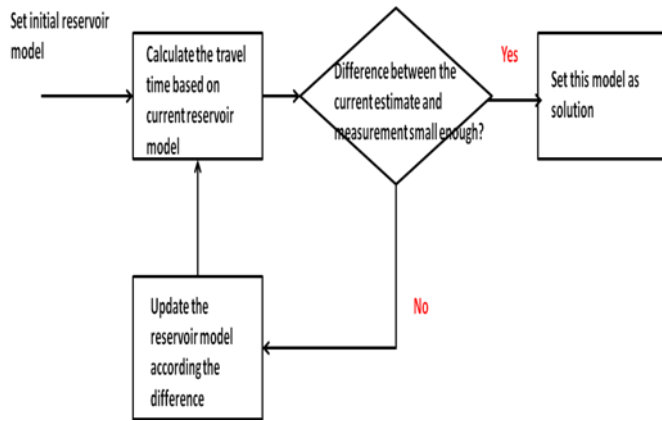 Set initial reservoir
model
Calculate the travel
time based on
current reservoir
model
Difference between the
current estimate and
measurement small enough?
Yes
Set this model as
solution
No
Update the
reservoir model
according the
difference